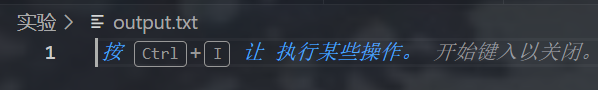 实验 > output.txt
1 按 Ctrl+I 让 执行某些操作。 开始键入以关闭。